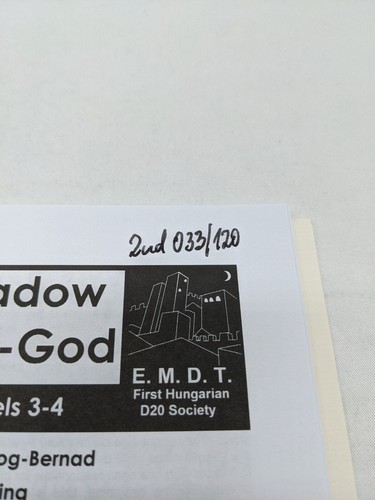 2nd 033/120
adow
-God
els 3-4
E. M. D. T.
First Hungarian
D20 Society
og-Bernad
ing